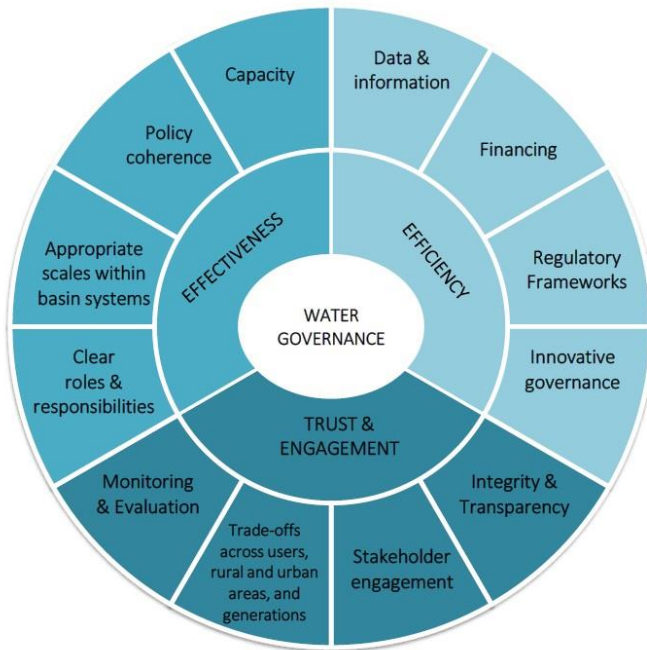 Capacity
Data &
information
Policy
coherence
Financing
Appropriate
scales within
basin systems
EFFECTIVENESS
EFFICIENCY
Regulatory
Frameworks
WATER
GOVERNANCE
Clear
roles &
responsibilities
Innovative
governance
TRUST &
ENGAGEMENT
Monitoring
& Evaluation
Integrity &
Transparency
Trade-offs
across users,
rural and urban
areas, and
generations
Stakeholder
engagement